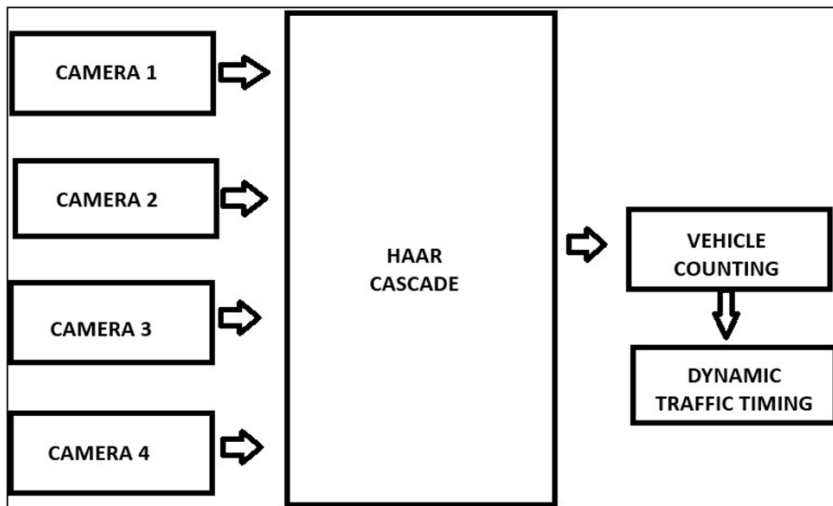 CAMERA 1
CAMERA 2
CAMERA 3
CAMERA 4
HAAR
CASCADE
VEHICLE
COUNTING
DYNAMIC
TRAFFIC TIMING